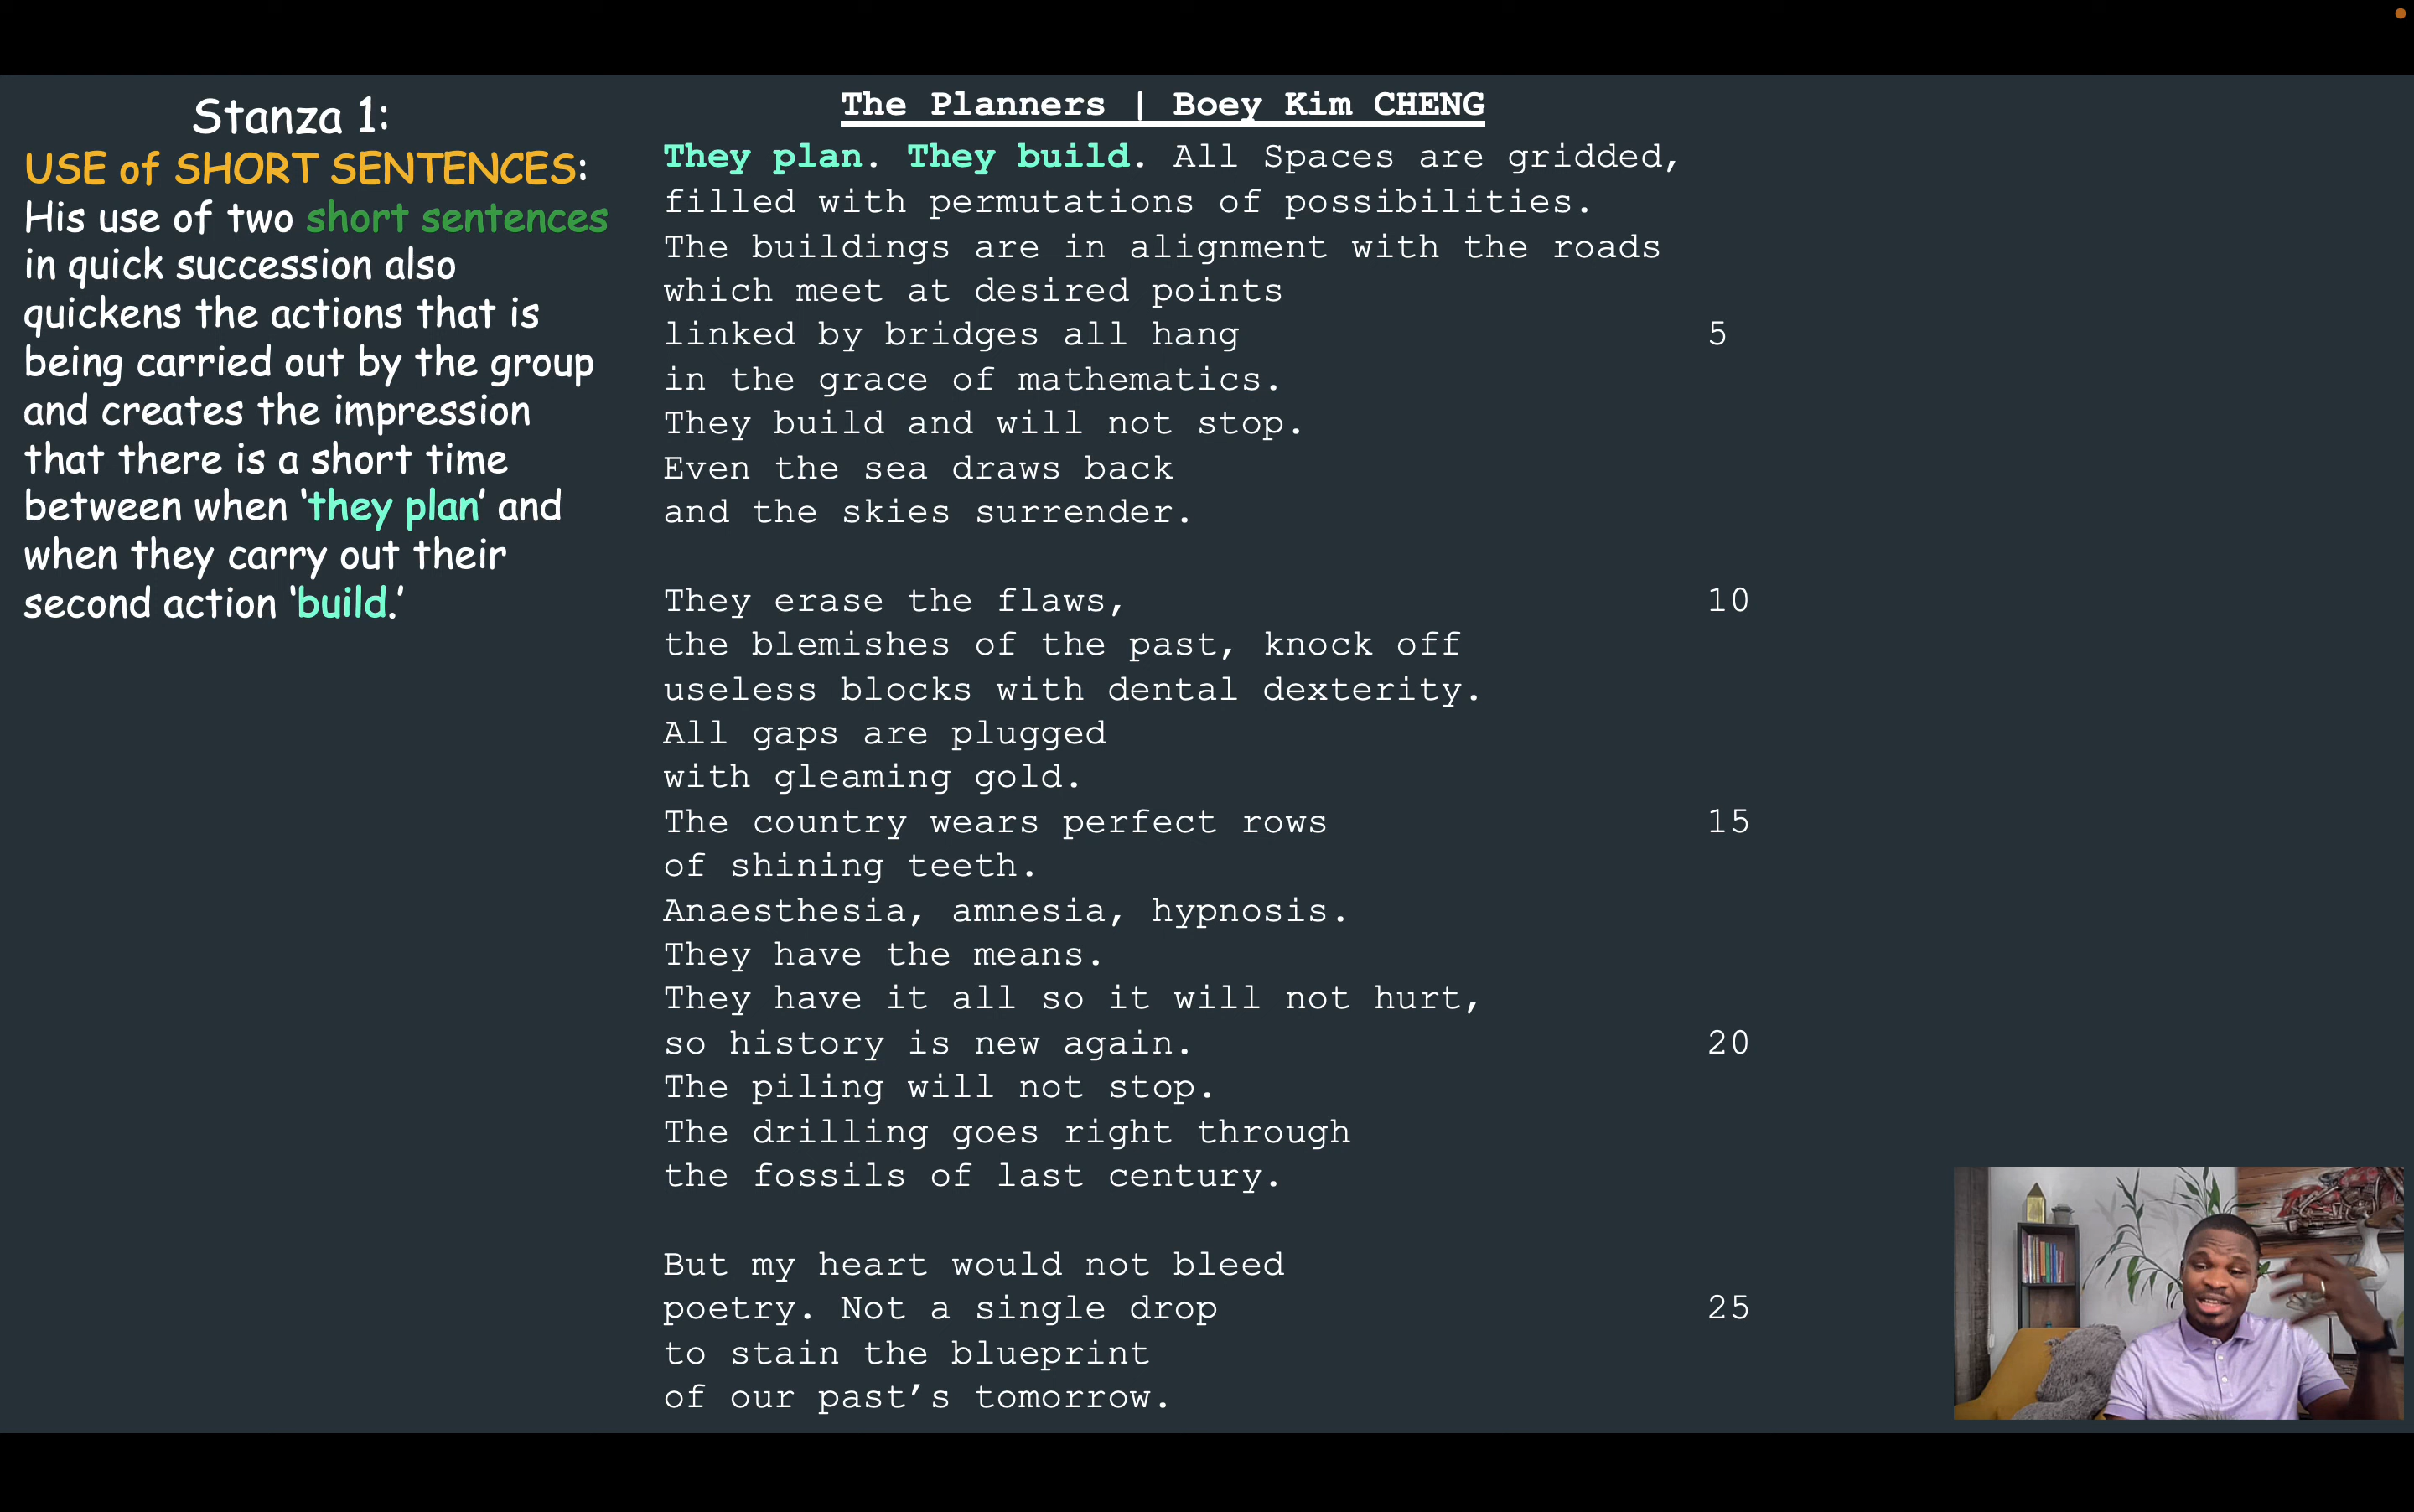 Stanza 1:
USE of SHORT SENTENCES:
His use of two short sentences
in quick succession also
quickens the actions that is
being carried out by the group
and creates the impression
that there is a short time
between when ‘they plan’ and
when they carry out their
second action ‘build.’
The Planners | Boey Kim CHENG
They plan. They build. All Spaces are gridded,
filled with permutations of possibilities.
The buildings are in alignment with the roads
which meet at desired points
linked by bridges all hang 5
in the grace of mathematics.
They build and will not stop.
Even the sea draws back
and the skies surrender.
They erase the flaws, 10
the blemishes of the past, knock off
useless blocks with dental dexterity.
All gaps are plugged
with gleaming gold.
The country wears perfect rows 15
of shining teeth.
Anaesthesia, amnesia, hypnosis.
They have the means.
They have it all so it will not hurt,
so history is new again. 20
The piling will not stop.
The drilling goes right through
the fossils of last century.
But my heart would not bleed
poetry. Not a single drop 25
to stain the blueprint
of our past’s tomorrow.